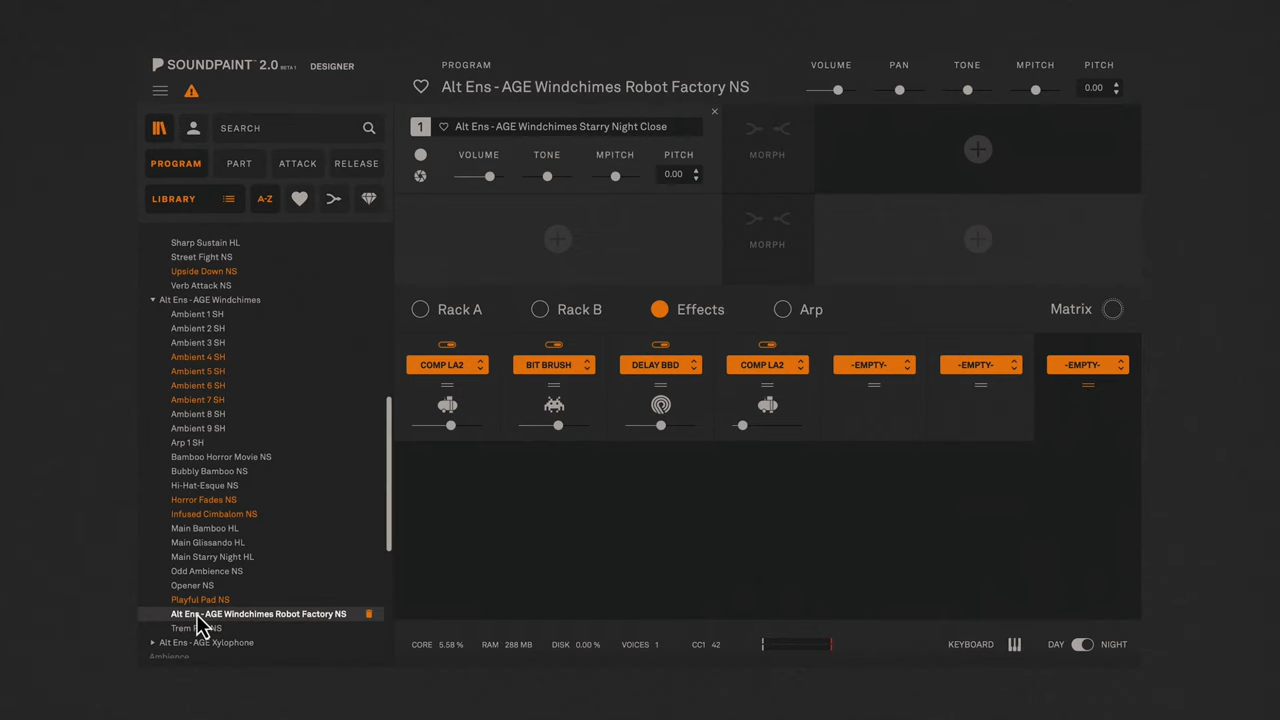 SOUNDPAINT™ 2.0 BETA 1 DESIGNER
PROGRAM
Alt Ens - AGE Windchimes Robot Factory NS
VOLUME PAN TONE MPITCH PITCH
0.00
SEARCH
PROGRAM PART ATTACK RELEASE
LIBRARY A-Z
Sharp Sustain HL
Street Fight NS
Upside Down NS
Verb Attack NS
Alt Ens - AGE Windchimes
Ambient 1 SH
Ambient 2 SH
Ambient 3 SH
Ambient 4 SH
Ambient 5 SH
Ambient 6 SH
Ambient 7 SH
Ambient 8 SH
Ambient 9 SH
Arp 1 SH
Bamboo Horror Movie NS
Bubbly Bamboo NS
Hi-Hat-Esque NS
Horror Fades NS
Infused Cimbalom NS
Main Bamboo HL
Main Glissando HL
Main Starry Night HL
Odd Ambience NS
Opener NS
Playful Pad NS
Alt Ens - AGE Windchimes Robot Factory NS
Trem NS
Alt Ens - AGE Xylophone
Ambience
1 Alt Ens - AGE Windchimes Starry Night Close
VOLUME TONE MPITCH PITCH
0.00
MORPH
MORPH
Rack A Rack B Effects Arp Matrix
COMP LA2 BIT BRUSH DELAY BBD COMP LA2 -EMPTY- -EMPTY- -EMPTY-
CORE 5.58 % RAM 288 MB DISK 0.00 % VOICES 1 CC1 42 KEYBOARD DAY NIGHT